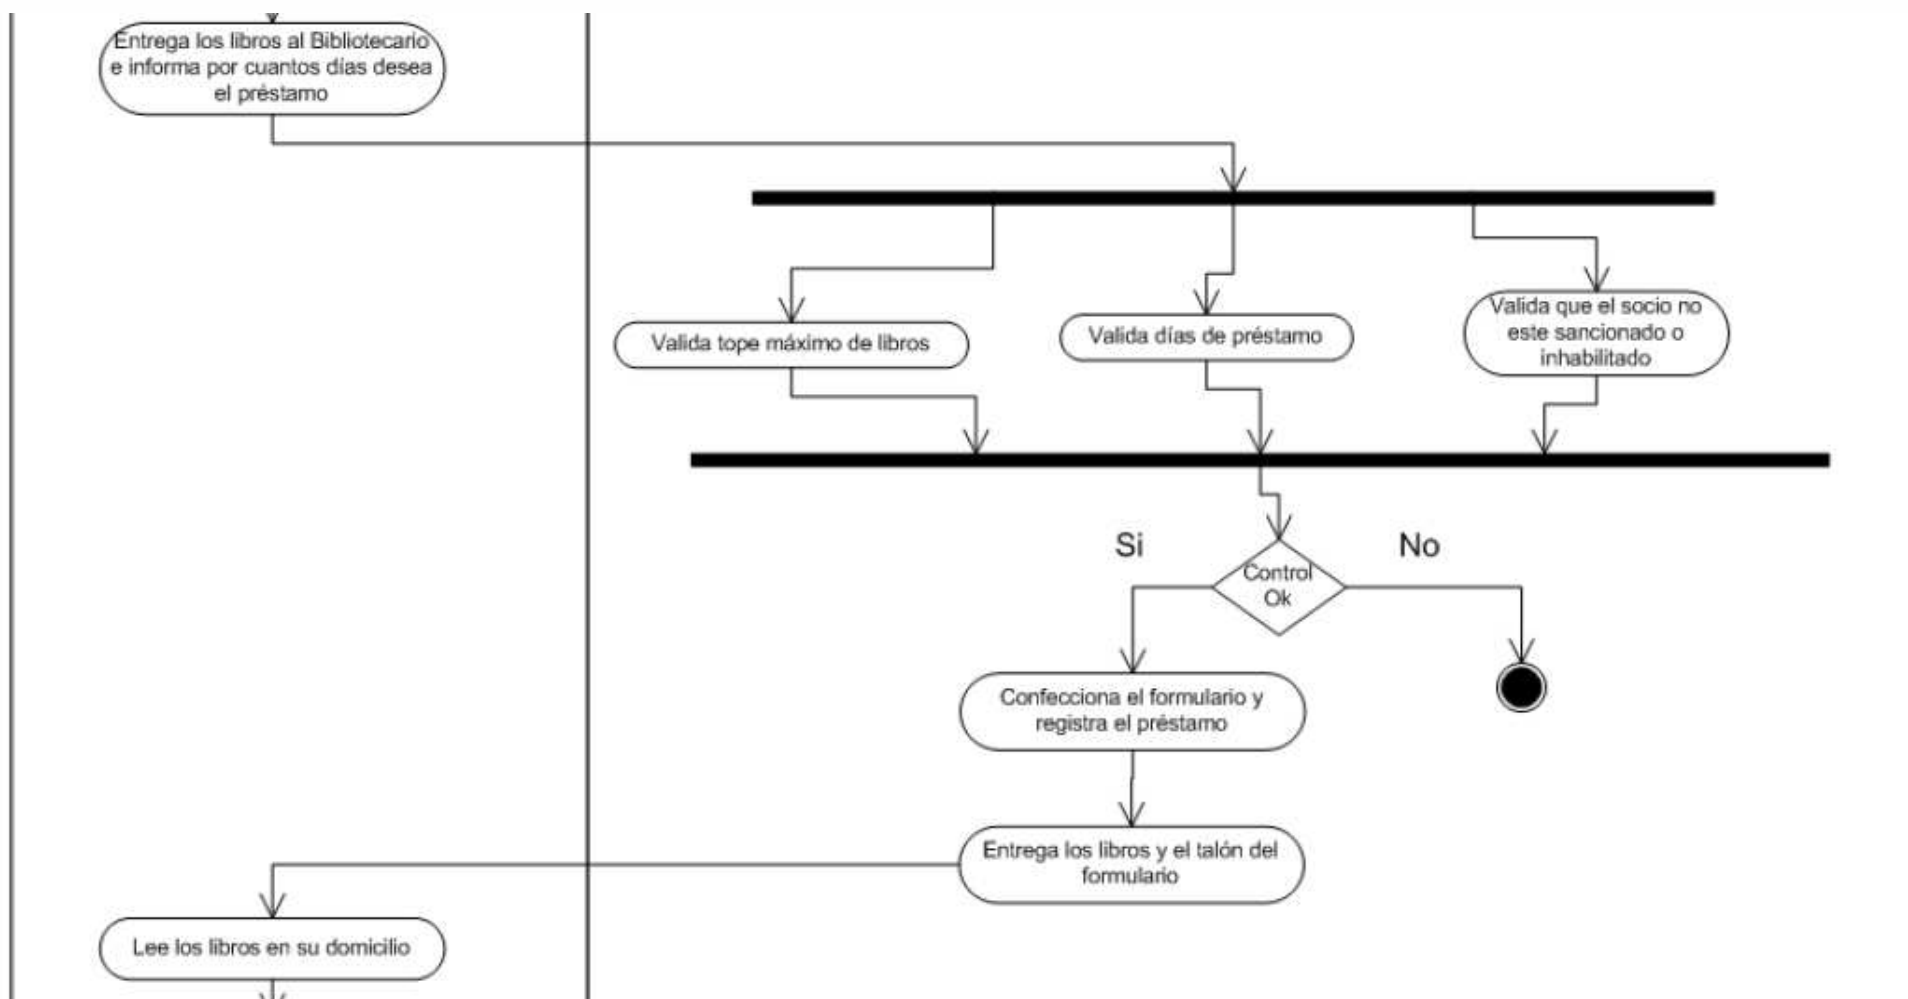 Entrega los libros al Bibliotecario
e informa por cuantos días desea
el préstamo
Valida tope máximo de libros
Valida días de préstamo
Valida que el socio no
este sancionado o
inhabilitado
Si
No
Control
Ok
Confecciona el formulario y
registra el préstamo
Entrega los libros y el talón del
formulario
Lee los libros en su domicilio